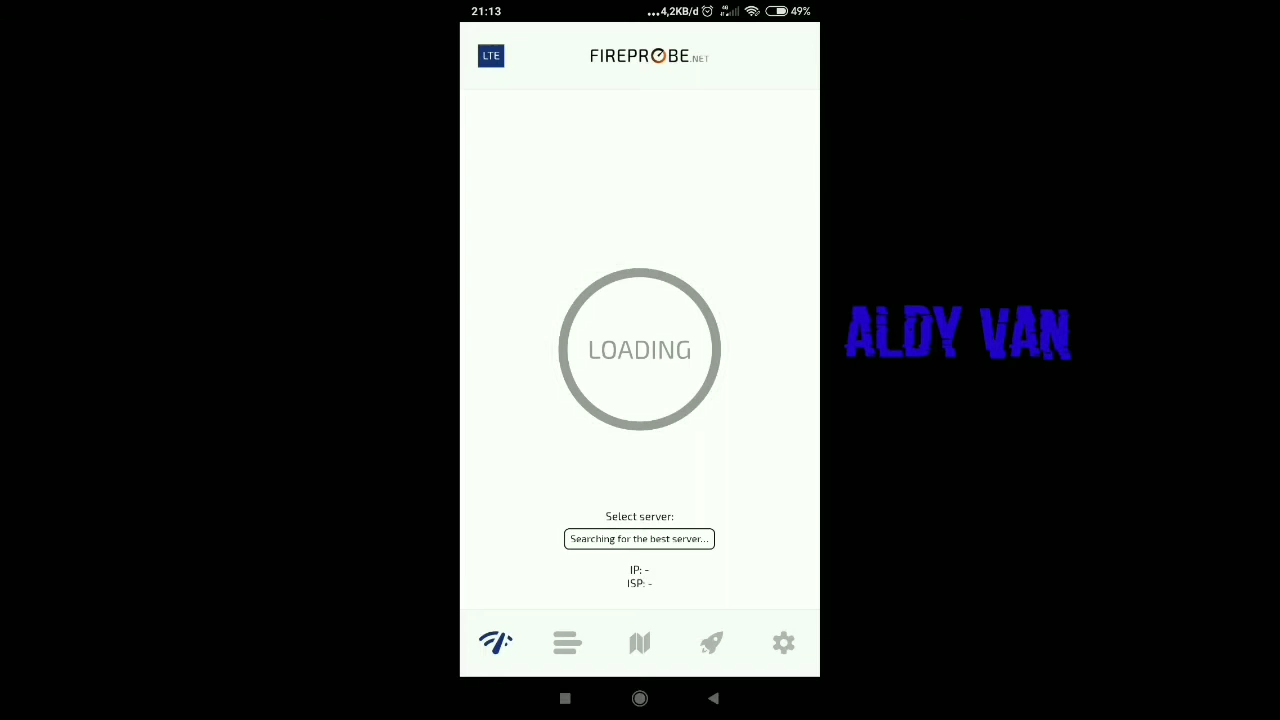 21:13
...4,2KB/d
4G
49%
LTE
FIREPROBE.NET
LOADING
ALDY VAN
Select server:
Searching for the best server...
IP: -
ISP: -